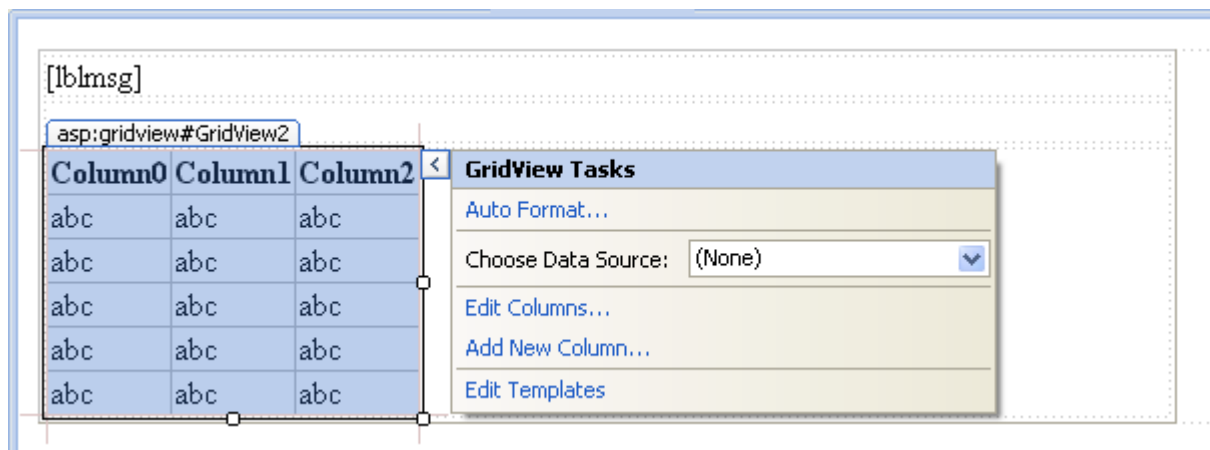 [lblmsg]
asp:gridview#GridView2
Column0 Column1 Column2
abc abc abc
abc abc abc
abc abc abc
abc abc abc
abc abc abc
<
GridView Tasks
Auto Format...
Choose Data Source: (None)
Edit Columns...
Add New Column...
Edit Templates